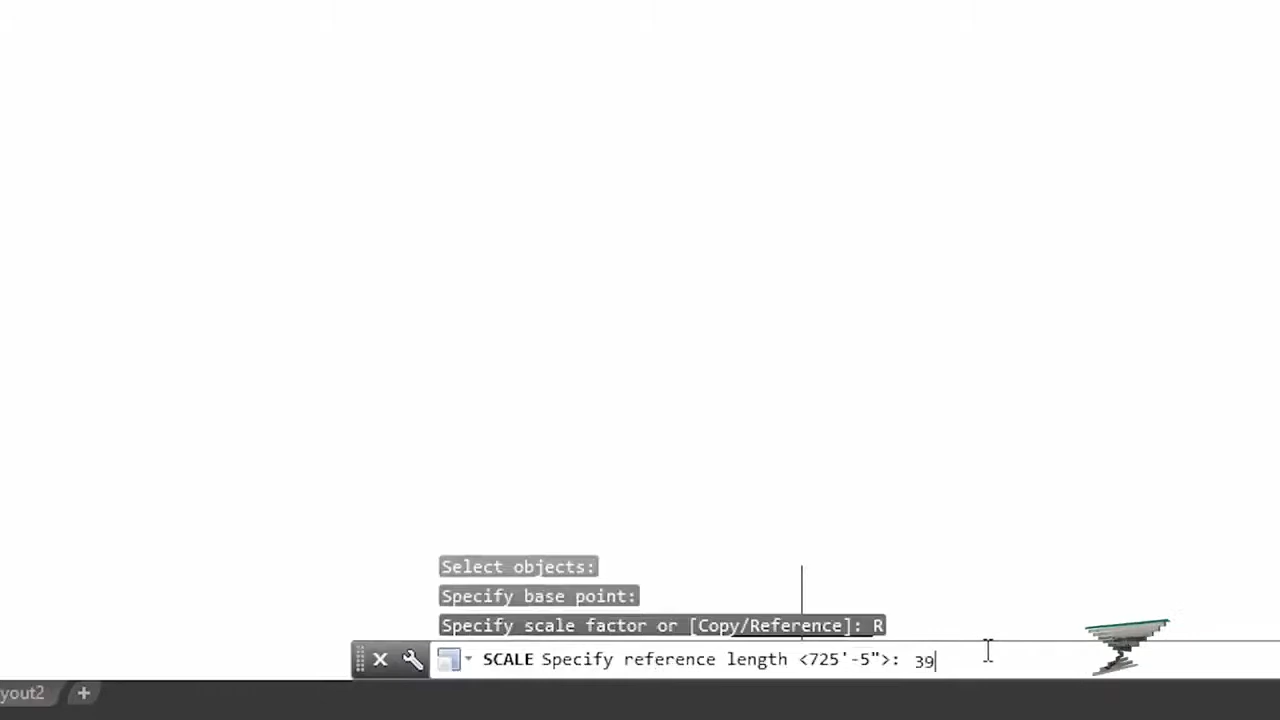 Select objects:
Specify base point:
Specify scale factor or [Copy/Reference]: R
SCALE Specify reference length <725'-5">: 39
yout2 +